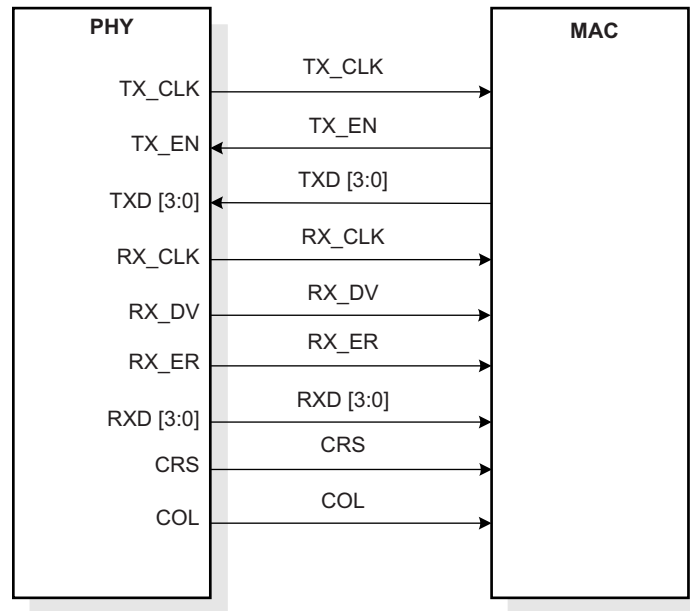 PHY
MAC
TX_CLK
TX_CLK
TX_EN
TX_EN
TXD [3:0]
TXD [3:0]
RX_CLK
RX_CLK
RX_DV
RX_DV
RX_ER
RX_ER
RXD [3:0]
RXD [3:0]
CRS
CRS
COL
COL